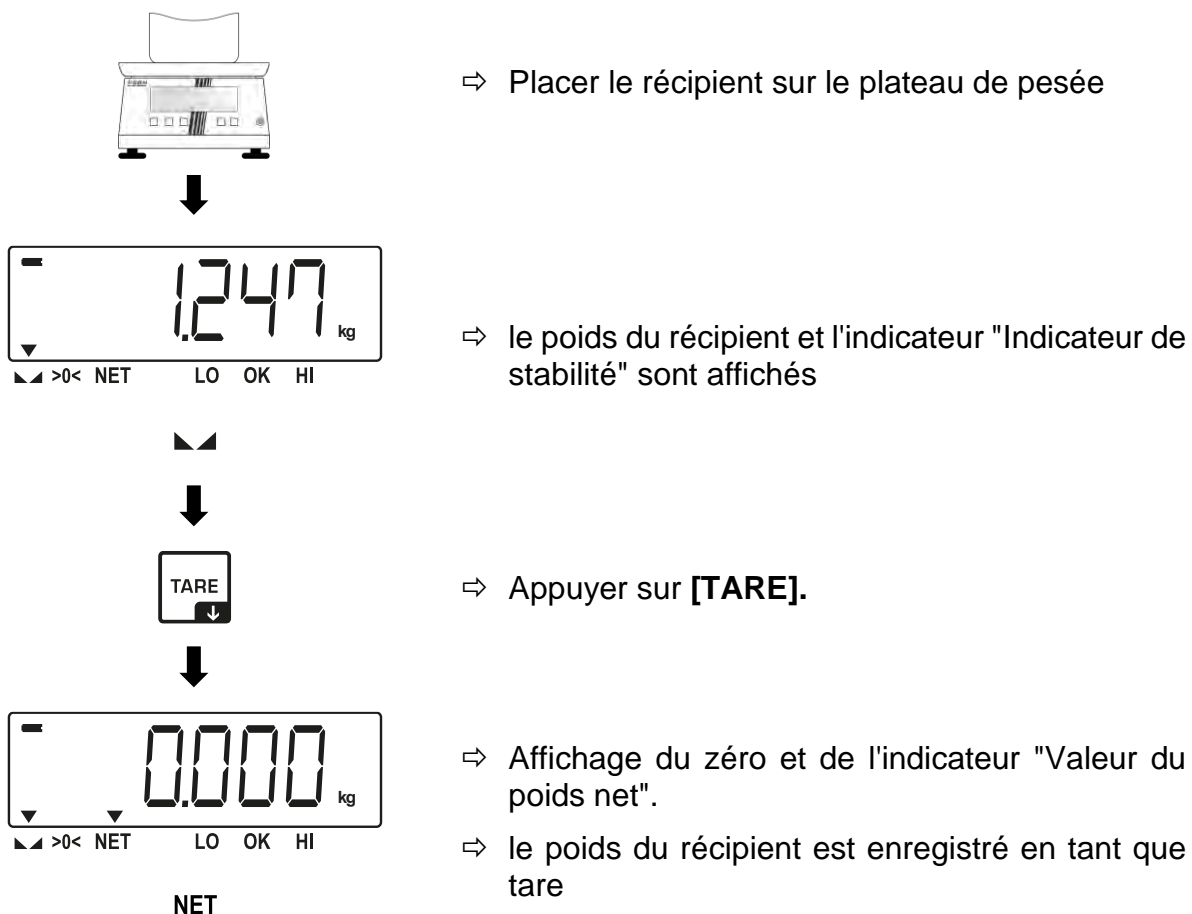 ⇨ Placer le récipient sur le plateau de pesée
1.247 kg
>0< NET LO OK HI
⇨ le poids du récipient et l'indicateur "Indicateur de
stabilité" sont affichés
TARE
⇨ Appuyer sur [TARE].
0.000 kg
>0< NET LO OK HI
⇨ Affichage du zéro et de l'indicateur "Valeur du
poids net".
⇨ le poids du récipient est enregistré en tant que
tare
NET